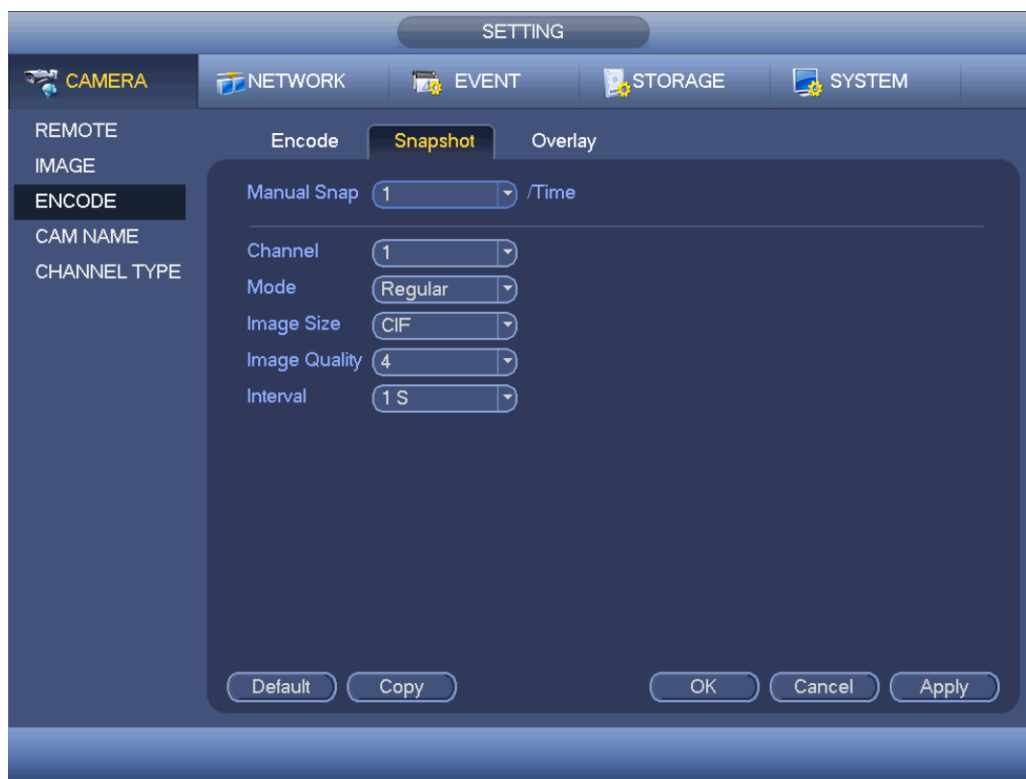 SETTING
CAMERA NETWORK EVENT STORAGE SYSTEM
REMOTE
IMAGE
ENCODE
CAM NAME
CHANNEL TYPE
Encode Snapshot Overlay
Manual Snap 1 /Time
Channel 1
Mode Regular
Image Size CIF
Image Quality 4
Interval 1 S
Default Copy OK Cancel Apply